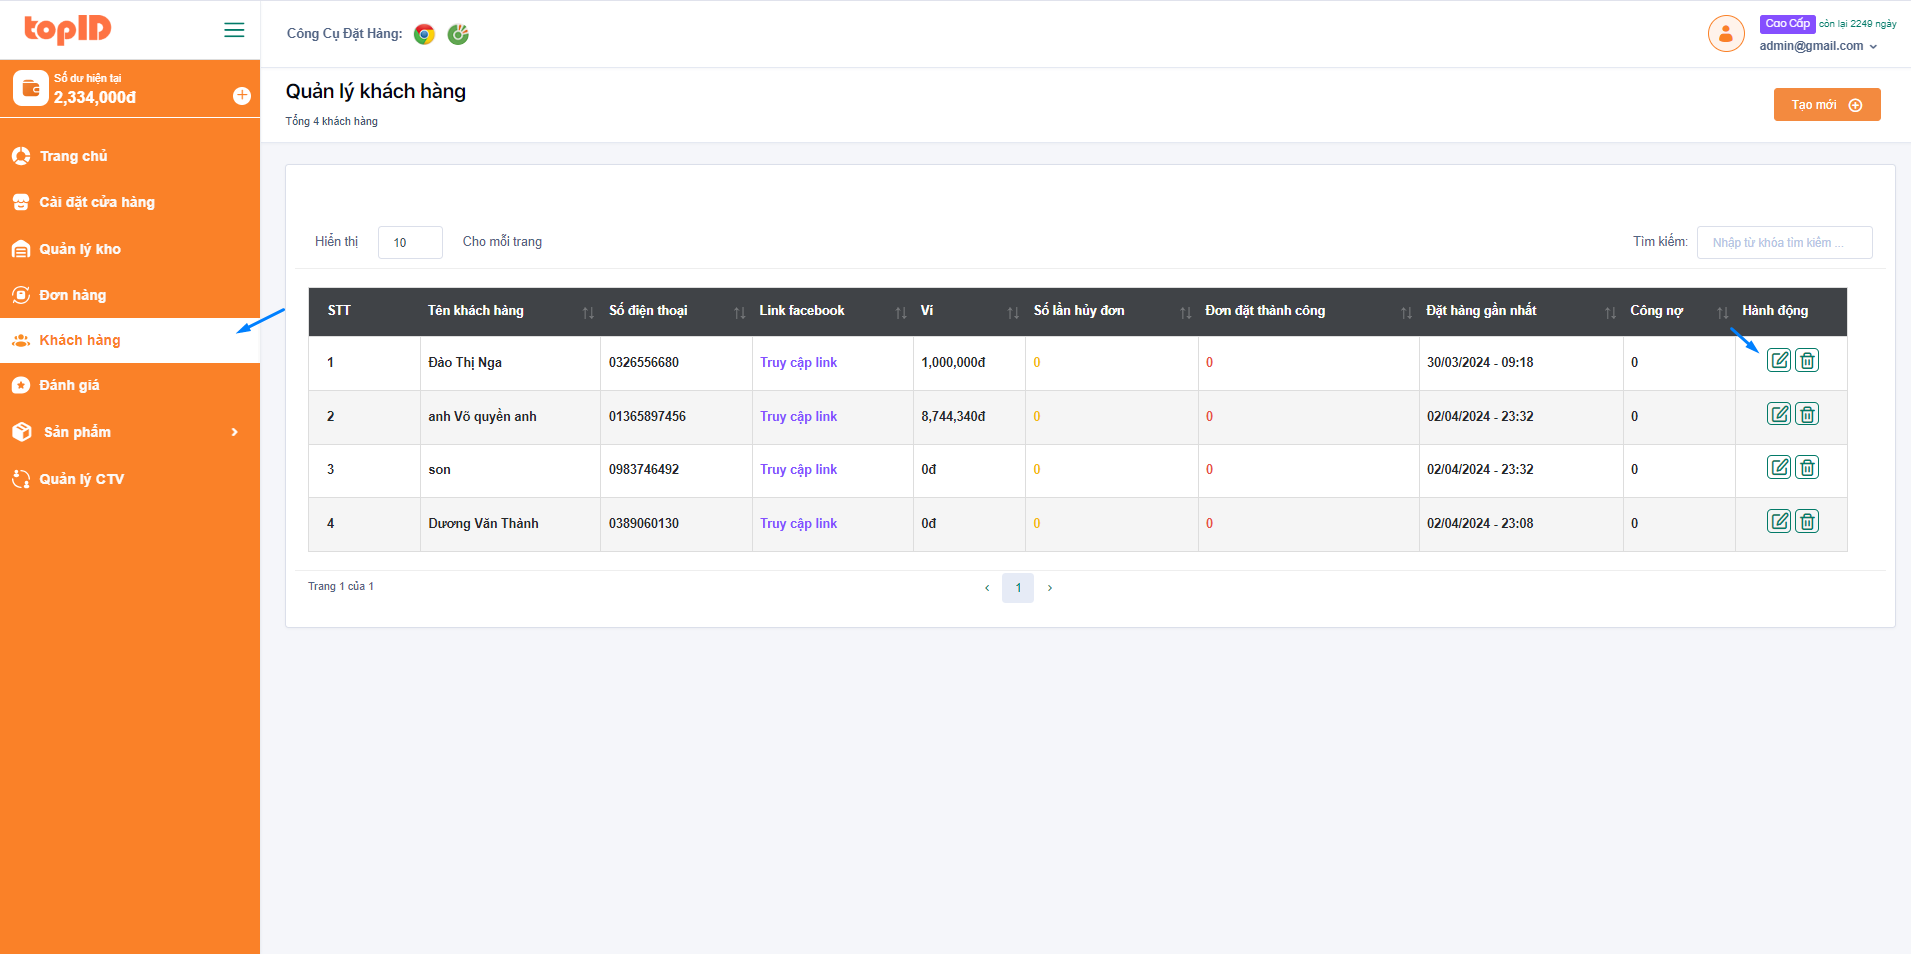 topID
Công Cụ Đặt Hàng:
Cao Cấp còn lại 2249 ngày
admin@gmail.com
Số dư hiện tại
2,334,000đ
Quản lý khách hàng
Tổng 4 khách hàng
Tạo mới
Trang chủ
Cài đặt cửa hàng
Quản lý kho
Đơn hàng
Khách hàng
Đánh giá
Sản phẩm
Quản lý CTV
Hiển thị 10 Cho mỗi trang
Tìm kiếm: Nhập từ khóa tìm kiếm ...
STT Tên khách hàng Số điện thoại Link facebook Ví Số lần hủy đơn Đơn đặt thành công Đặt hàng gần nhất Công nợ Hành động
1 Đào Thị Nga 0326556680 Truy cập link 1,000,000đ 0 0 30/03/2024 - 09:18 0
2 anh Võ quyền anh 01365897456 Truy cập link 8,744,340đ 0 0 02/04/2024 - 23:32 0
3 son 0983746492 Truy cập link 0đ 0 0 02/04/2024 - 23:32 0
4 Dương Văn Thành 0389060130 Truy cập link 0đ 0 0 02/04/2024 - 23:08 0
Trang 1 của 1
‹ 1 ›